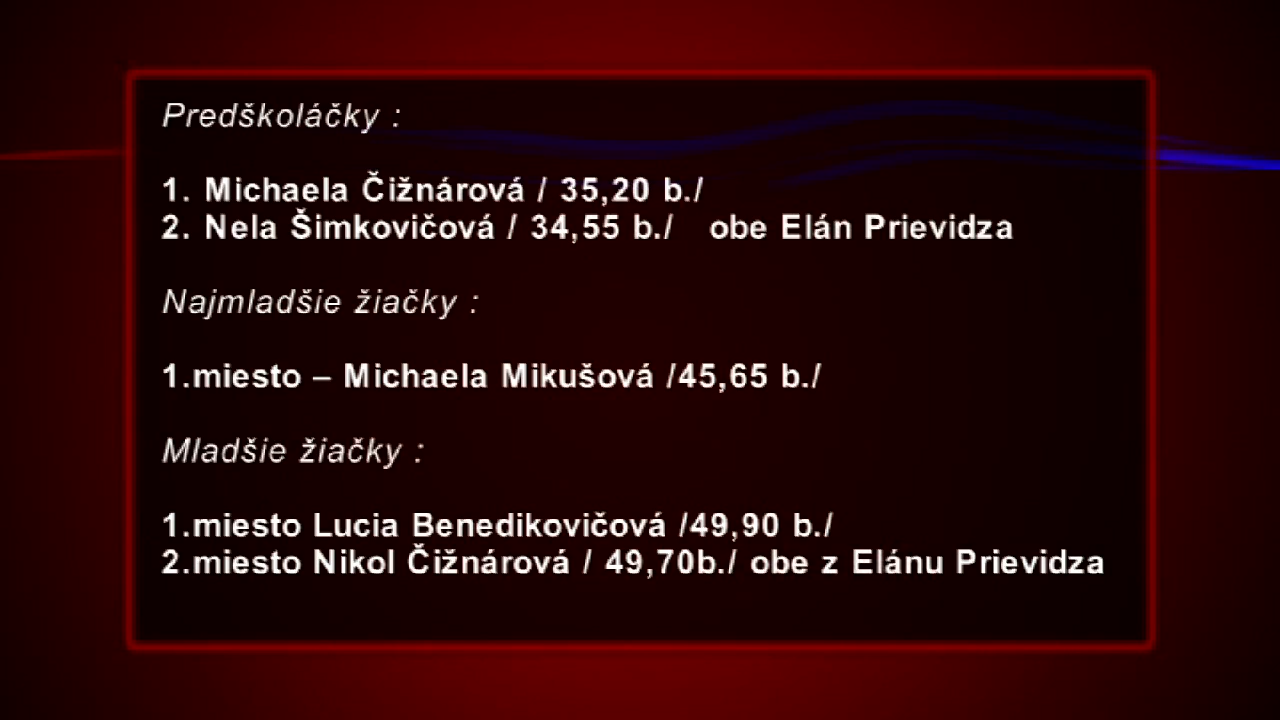 Predškoláčky :
1. Michaela Čižnárová / 35,20 b./
2. Nela Šimkovičová / 34,55 b./ obe Elán Prievidza
Najmladšie žiačky :
1.miesto – Michaela Mikušová /45,65 b./
Mladšie žiačky :
1.miesto Lucia Benedikovičová /49,90 b./
2.miesto Nikol Čižnárová / 49,70b./ obe z Elánu Prievidza